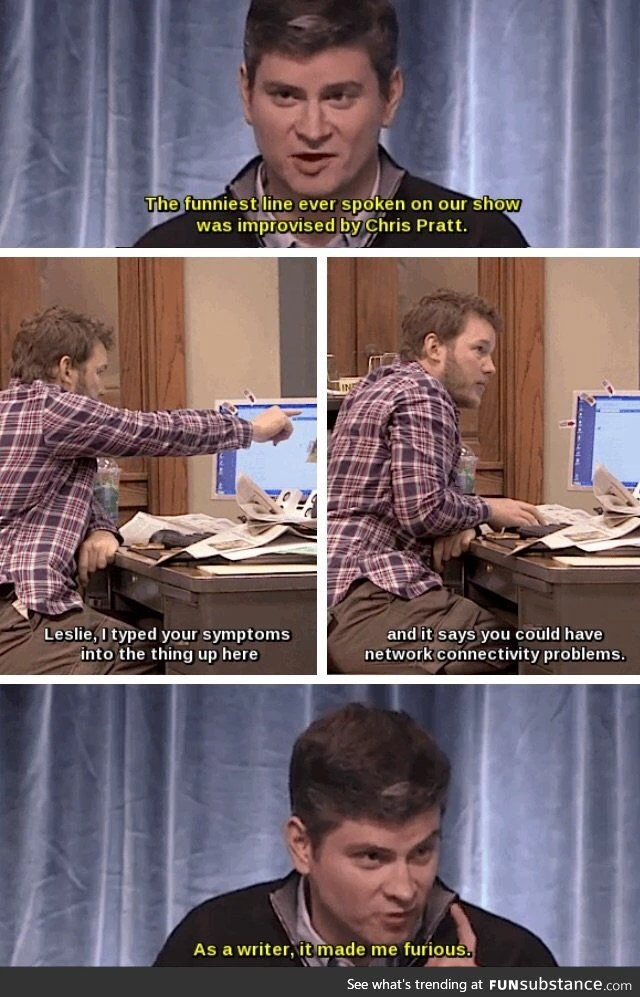 The funniest line ever spoken on our show
was improvised by Chris Pratt.
Leslie, I typed your symptoms
into the thing up here
and it says you could have
network connectivity problems.
As a writer, it made me furious.
See what's trending at FUNsubstance.com